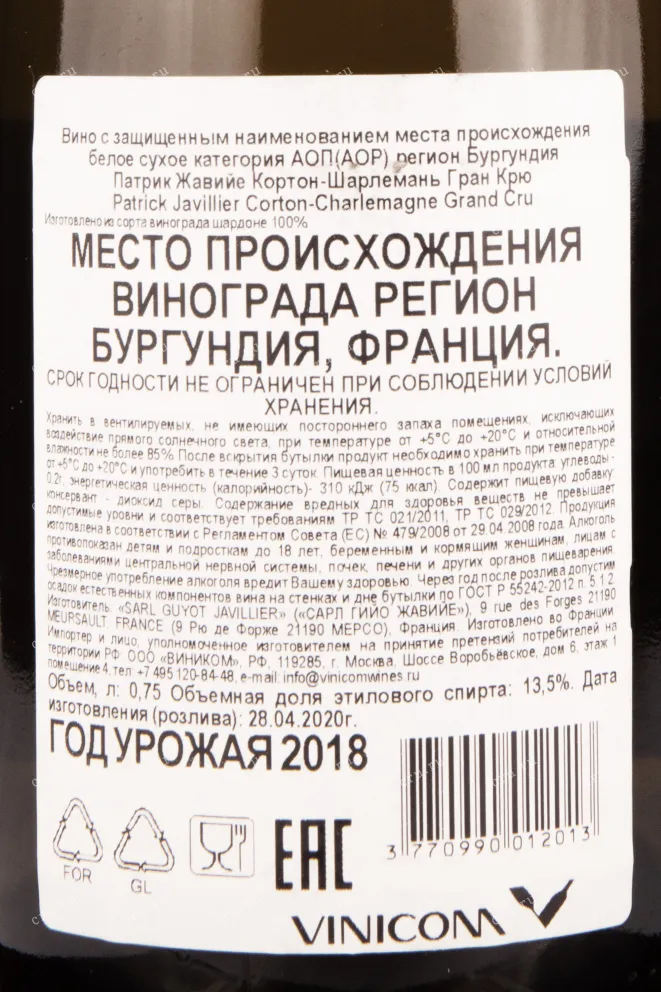 Вино с защищенным наименованием места происхождения
белое сухое категория АОП(АОР) регион Бургундия
Патрик Жавийе Кортон-Шарлемань Гран Крю
Patrick Javillier Corton-Charlemagne Grand Cru
Изготовлено из сорта винограда шардоне 100%
МЕСТО ПРОИСХОЖДЕНИЯ
ВИНОГРАДА РЕГИОН
БУРГУНДИЯ, ФРАНЦИЯ.
СРОК ГОДНОСТИ НЕ ОГРАНИЧЕН ПРИ СОБЛЮДЕНИИ УСЛОВИЙ
ХРАНЕНИЯ.
Хранить в вентилируемых, не имеющих постороннего запаха помещениях, исключающих
воздействие прямого солнечного света, при температуре от +5°С до +20°С и относительной
влажности не более 85%. После вскрытия бутылки продукт необходимо хранить при температуре
от +5°С до +20°С и употребить в течение 3 суток. Пищевая ценность в 100 мл продукта: углеводы -
0,2г, энергетическая ценность (калорийность)- 310 кДж (75 ккал). Содержит пищевую добавку
консервант - диоксид серы. Содержание вредных для здоровья веществ не превышает
допустимые уровни и соответствует требованиям ТР ТС 021/2011, ТР ТС 029/2012. Продукция
изготовлена в соответствии с Регламентом Совета (ЕС) № 479/2008 от 29.04.2008 года. Алкоголь
противопоказан детям и подросткам до 18 лет, беременным и кормящим женщинам, лицам с
заболеваниями центральной нервной системы, почек, печени и других органов пищеварения.
Чрезмерное употребление алкоголя вредит Вашему здоровью. Через год после розлива допустим
осадок естественных компонентов вина на стенках и дне бутылки по ГОСТ Р 55242-2012 п. 5.1.2.
Изготовитель: «SARL GUYOT JAVILLIER» («САРЛ ГИЙО ЖАВИЙЕ»), 9 rue des Forges 21190
MEURSAULT FRANCE (9 Рю де Форже 21190 МЕРСО), Франция. Изготовлено во Франции.
Импортер и лицо, уполномоченное изготовителем на принятие претензий потребителей на
территории РФ: ООО «ВИНИКОМ», РФ, 119285, г. Москва, Шоссе Воробьёвское, дом 6, этаж 1
помещение 4, тел: +7 495 120-84-48, e-mail: info@vinicomwines.ru
Объем, л: 0,75 Объемная доля этилового спирта: 13,5%. Дата
изготовления (розлива): 28.04.2020г.
ГОД УРОЖАЯ 2018
3 770990 012013
FOR
GL
EAC
VINICOM